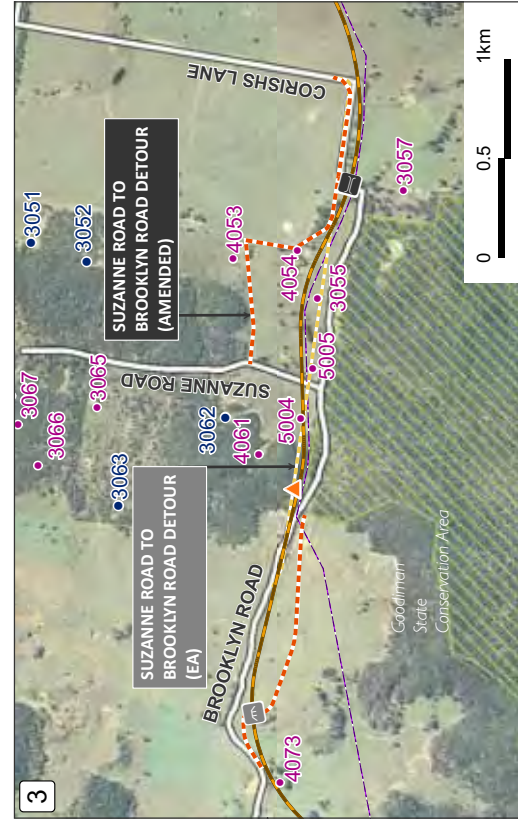 3
CORISHS LANE
SUZANNE ROAD TO
BROOKLYN ROAD DETOUR
(AMENDED)
3051
3052
4053
4054
3057
3055
5005
SUZANNE ROAD
3065
3067
3066
3062
4061
5004
3063
SUZANNE ROAD TO
BROOKLYN ROAD DETOUR
(EA)
BROOKLYN ROAD
Goodiman
State
Conservation Area
4073
0
0.5
1km